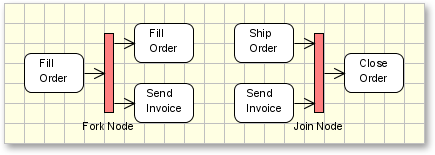 Fill
Order
Fill
Order
Send
Invoice
Fork Node
Ship
Order
Send
Invoice
Close
Order
Join Node